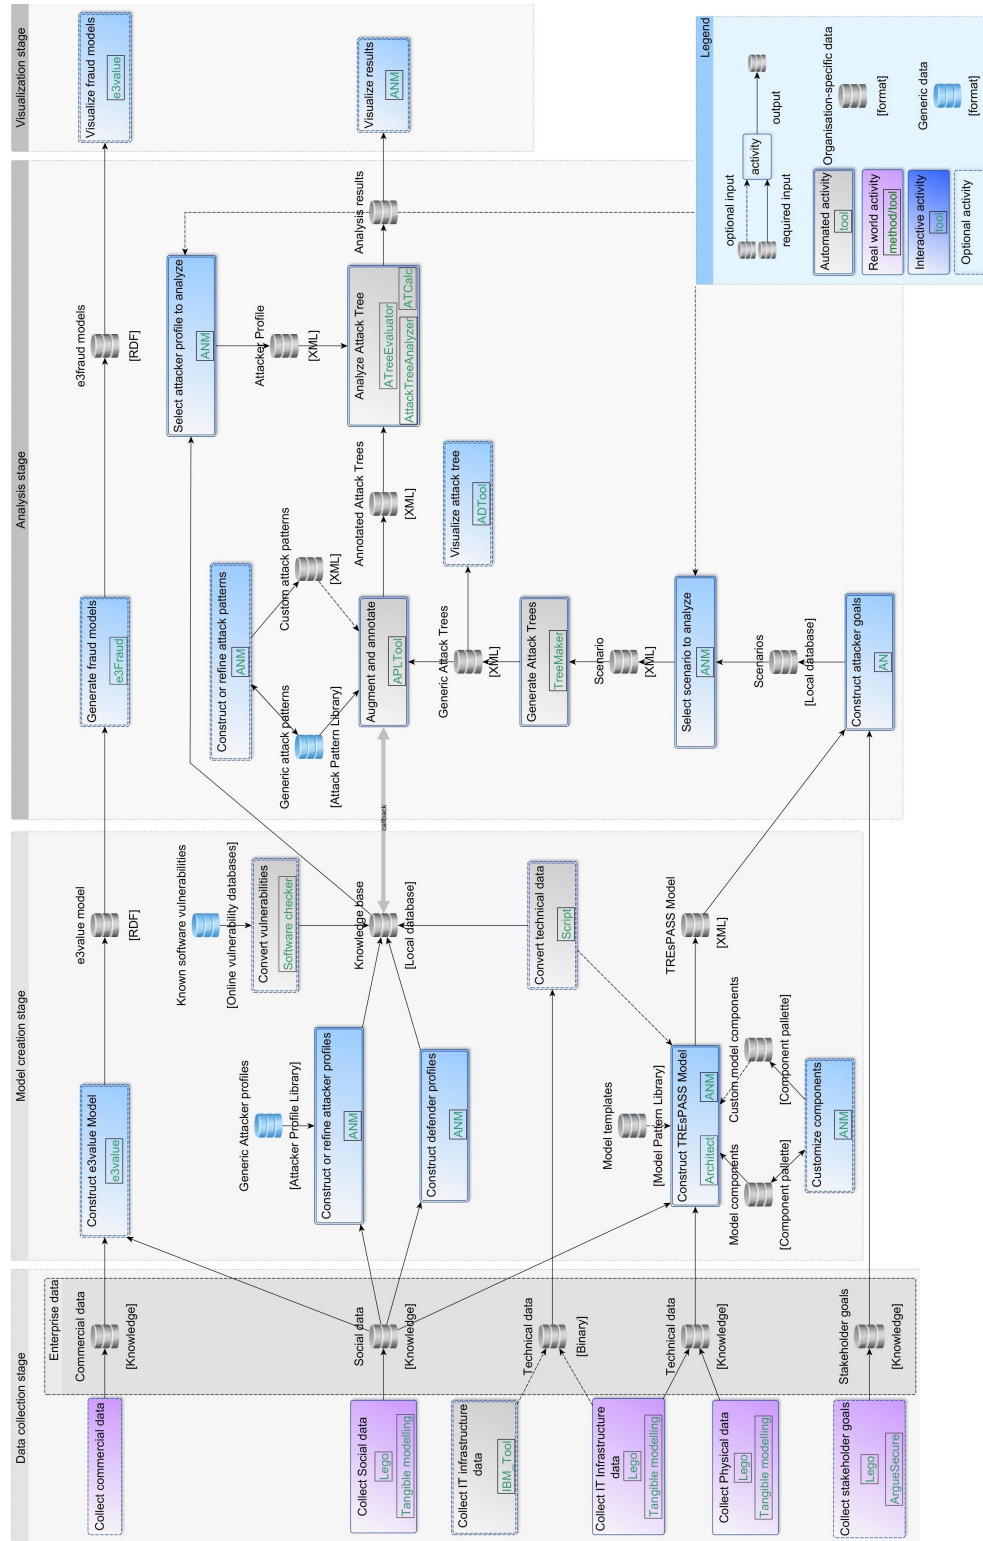 Data collection stage
Enterprise data
Collect commercial data
Commercial data
[Knowledge]
Collect Social data
Lego
Tangible modelling
Social data
[Knowledge]
Collect IT infrastructure
data
IBM_Tool
Technical data
[Binary]
Collect IT Infrastructure
data
Lego
Tangible modelling
Technical data
[Knowledge]
Collect Physical data
Lego
Tangible modelling
Collect stakeholder goals
Lego
ArgueSecure
Stakeholder goals
[Knowledge]
Model creation stage
Construct e3value Model
e3value
e3value model
[RDF]
Known software vulnerabilities
[Online vulnerability databases]
Convert vulnerabilities
Software checker
Generic Attacker profiles
[Attacker Profile Library]
Construct or refine attacker profiles
ANM
Knowledge base
[Local database]
Construct defender profiles
ANM
Convert technical data
Script
Model templates
[Model Pattern Library]
Construct TREsPASS Model
Architect
ANM
TREsPASS Model
[XML]
Model components
[Component pallette]
Custom model components
[Component pallette]
Customize components
ANM
Analysis stage
Generate fraud models
e3Fraud
e3fraud models
[RDF]
Select attacker profile to analyze
ANM
Construct or refine attack patterns
ANM
Attacker Profile
[XML]
Generic attack patterns
[Attack Pattern Library]
Custom attack patterns
[XML]
callback
Augment and annotate
APLTool
Annotated Attack Trees
[XML]
Analyze Attack Tree
ATreeEvaluator
AttackTreeAnalyzer
ATCalc
Analysis results
Generic Attack Trees
[XML]
Visualize attack tree
ADTool
Generate Attack Trees
TreeMaker
Scenario
[XML]
Select scenario to analyze
ANM
Scenarios
[Local database]
Construct attacker goals
AN
Visualization stage
Visualize fraud models
e3value
Visualize results
ANM
Legend
optional input
required input
activity
output
Automated activity
tool
Real world activity
method/tool
Interactive activity
tool
Optional activity
Organisation-specific data
[format]
Generic data
[format]